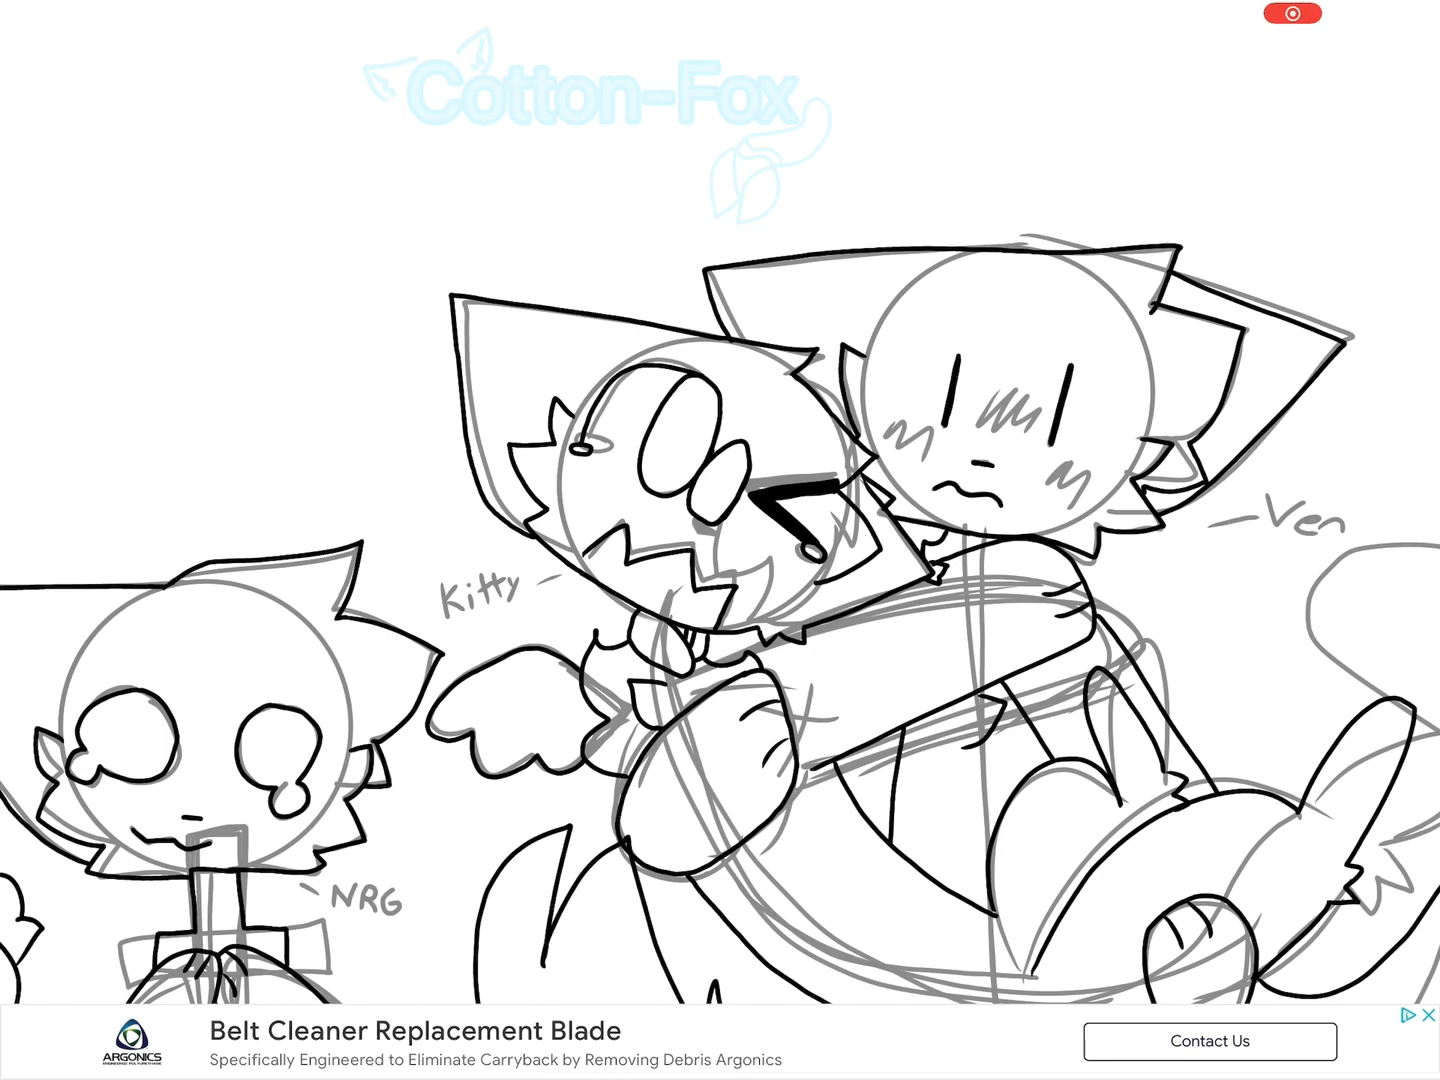 Cotton-Fox
Ven
Kitty
NRG
ARGONICS
Belt Cleaner Replacement Blade
Specifically Engineered to Eliminate Carryback by Removing Debris Argonics
Contact Us